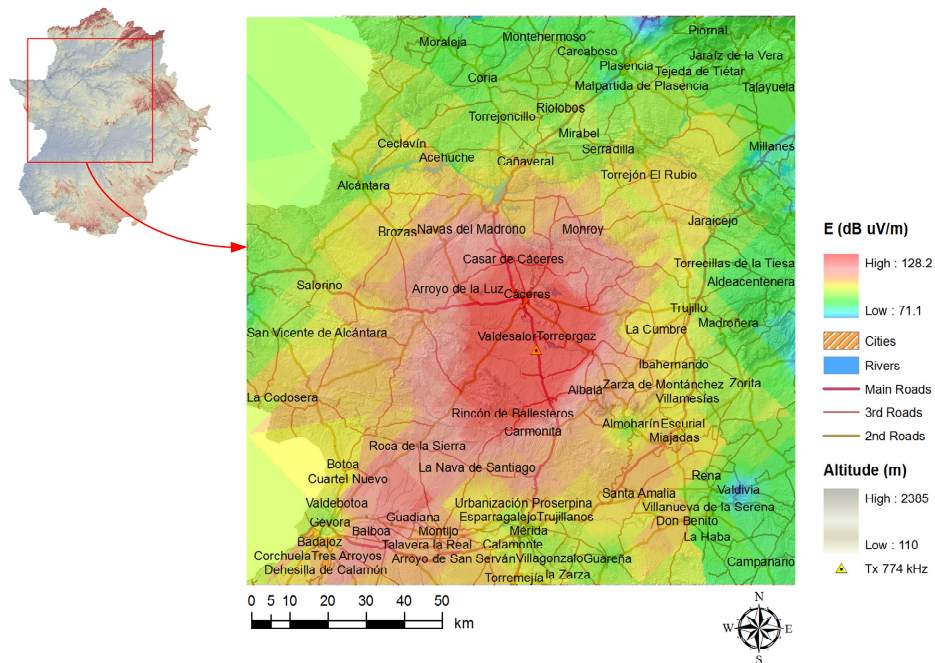 Piornal
Montehermoso
Moraleja
Carcaboso
Jaraíz de la Vera
Plasencia
Tejeda de Tiétar
Coria
Malpartida de Plasencia
Talayuela
Riolobos
Torrejoncillo
Mirabel
Ceclavín
Serradilla
Millanes
Acehuche
Cañaveral
Torrejón El Rubio
Alcántara
Jaraicejo
Brozas
Navas del Madrono
Monroy
Casar de Cáceres
Torrecillas de la Tiesa
Salorino
Arroyo de la Luz
Cáceres
Aldeacentenera
Trujillo
Madroñera
San Vicente de Alcántara
Valdesalor
Torreorgaz
La Cumbre
Ibahernando
La Codosera
Albalá
Zarza de Montánchez
Zorita
Villamesías
Rincón de Ballesteros
Carmonita
Almoharín
Escurial
Miajadas
Roca de la Sierra
Botoa
La Nava de Santiago
Cuartel Nuevo
Rena
Valdivia
Santa Amalia
Valdebotoa
Urbanización Proserpina
Villanueva de la Serena
Gévora
Guadiana
Esparragalejo
Trujillanos
Don Benito
Balboa
Montijo
Mérida
La Haba
Badajoz
Talavera la Real
Calamonte
Corchuela
Tres Arroyos
Arroyo de San Serván
Villagonzalo
Guareña
Campanario
Dehesilla de Calamón
Torremejía
la Zarza
E (dB uV/m)
High : 128.2
Low : 71.1
Cities
Rivers
Main Roads
3rd Roads
2nd Roads
Altitude (m)
High : 2385
Low : 110
Tx 774 kHz
0 5 10 20 30 40 50
km
N
W E
S